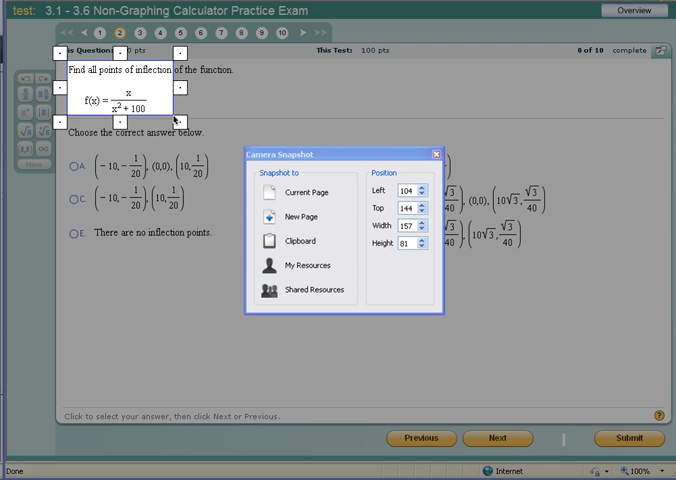 test: 3.1 - 3.6 Non-Graphing Calculator Practice Exam
Overview
1 2 3 4 5 6 7 8 9 10
is Question: 0 pts This Test: 100 pts 0 of 10 complete
Find all points of inflection of the function.
f(x) = x / (x² + 100)
Choose the correct answer below.
A. (-10, -1/20), (0,0), (10, 1/20)
√3/40), (0,0), (10√3, √3/40)
C. (-10, -1/20), (10, 1/20)
√3/40), (10√3, √3/40)
E. There are no inflection points.
More
Camera Snapshot
Snapshot to
Current Page
New Page
Clipboard
My Resources
Shared Resources
Position
Left 104
Top 144
Width 157
Height 81
Click to select your answer, then click Next or Previous.
Previous Next Submit
Done Internet 100%